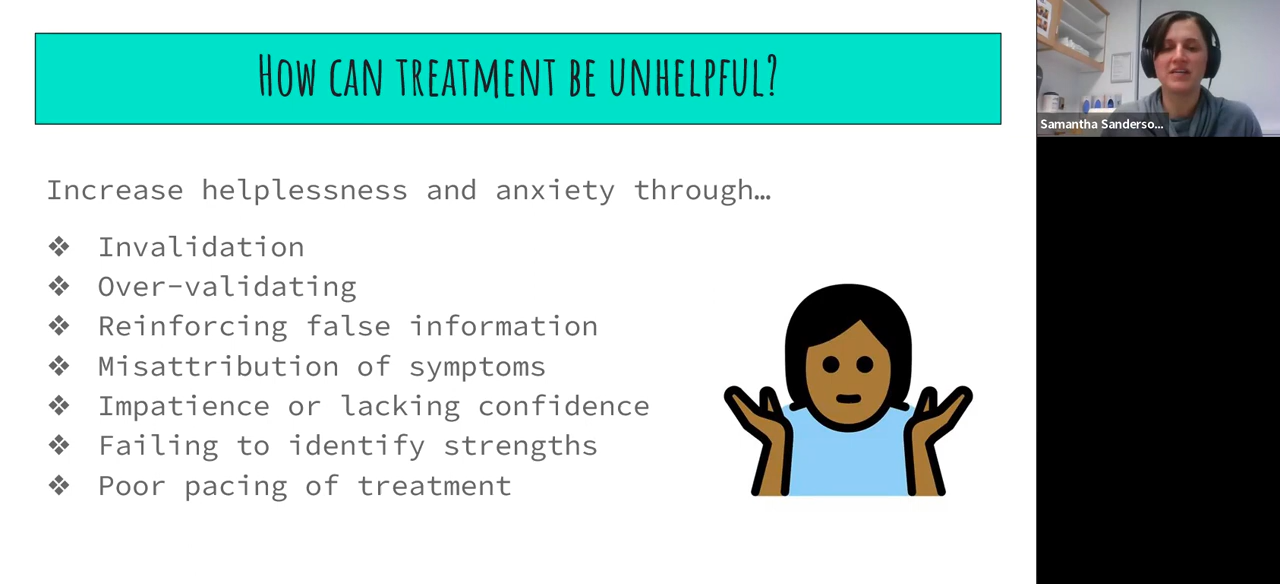 How can treatment be unhelpful?
Increase helplessness and anxiety through…
❖ Invalidation
❖ Over-validating
❖ Reinforcing false information
❖ Misattribution of symptoms
❖ Impatience or lacking confidence
❖ Failing to identify strengths
❖ Poor pacing of treatment
Samantha Sanderso...